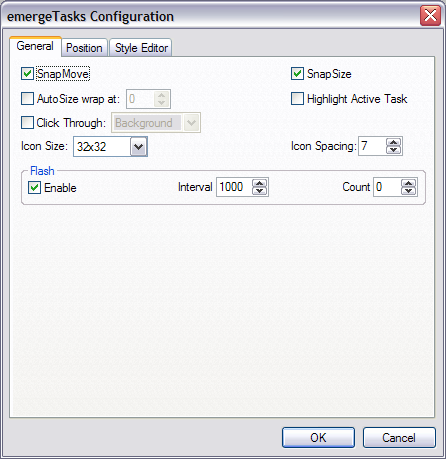 emergeTasks Configuration
General Position Style Editor
SnapMove SnapSize
AutoSize wrap at: 0 Highlight Active Task
Click Through: Background
Icon Size: 32x32 Icon Spacing: 7
Flash
Enable Interval 1000 Count 0
OK Cancel